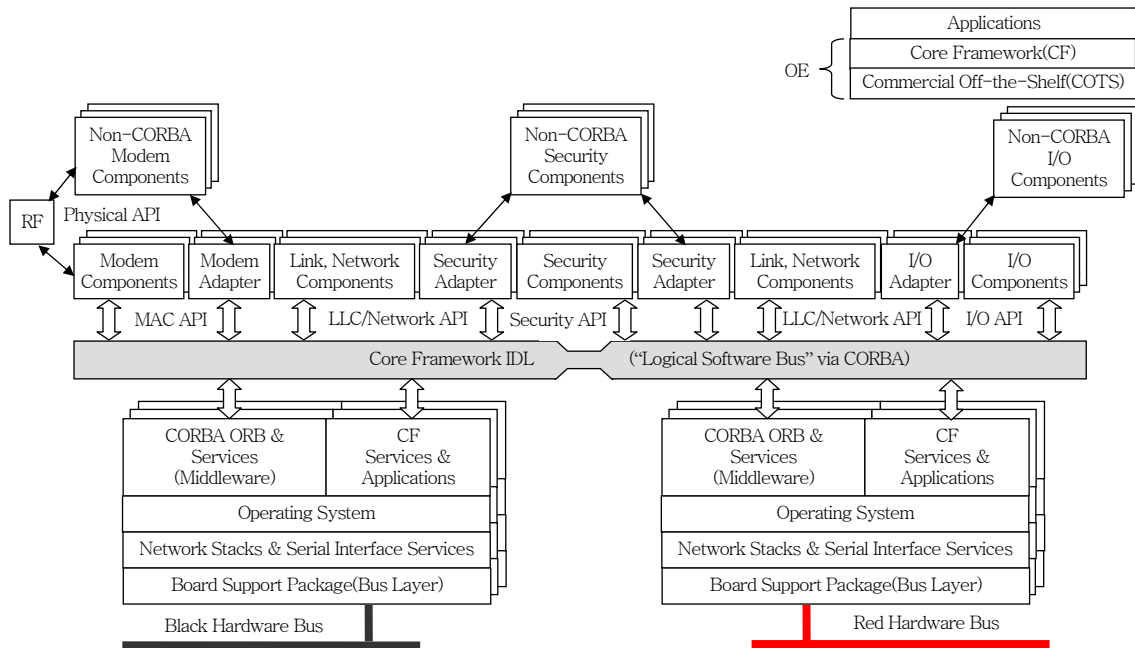 Applications
OE
Core Framework(CF)
Commercial Off-the-Shelf(COTS)
Non-CORBA
Modem
Components
Non-CORBA
Security
Components
Non-CORBA
I/O
Components
RF
Physical API
Modem
Components
Modem
Adapter
Link, Network
Components
Security
Adapter
Security
Components
Security
Adapter
Link, Network
Components
I/O
Adapter
I/O
Components
MAC API
LLC/Network API
Security API
LLC/Network API
I/O API
Core Framework IDL
(“Logical Software Bus” via CORBA)
CORBA ORB &
Services
(Middleware)
CF
Services &
Applications
Operating System
Network Stacks & Serial Interface Services
Board Support Package(Bus Layer)
Black Hardware Bus
CORBA ORB &
Services
(Middleware)
CF
Services &
Applications
Operating System
Network Stacks & Serial Interface Services
Board Support Package(Bus Layer)
Red Hardware Bus